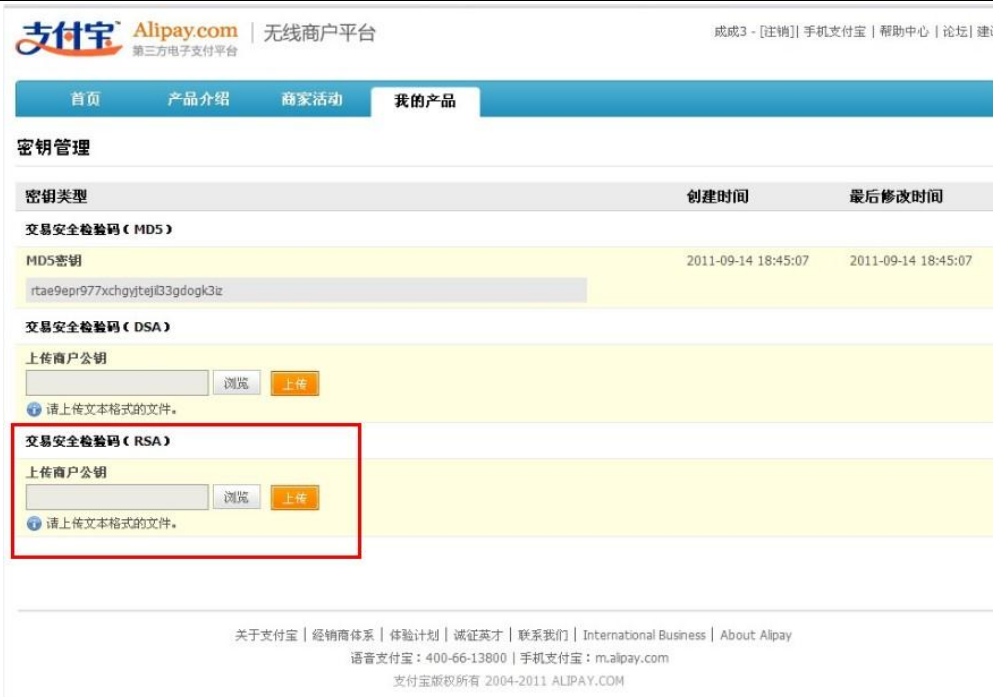 支付宝 Alipay.com | 无线商户平台
第三方电子支付平台
成成3 - [注销]| 手机支付宝 | 帮助中心 | 论坛| 建
首页 产品介绍 商家活动 我的产品
密钥管理
密钥类型 创建时间 最后修改时间
交易安全检验码(MD5)
MD5密钥 2011-09-14 18:45:07 2011-09-14 18:45:07
交易安全检验码(DSA)
上传商户公钥
浏览 上传
请上传文本格式的文件。
交易安全检验码(RSA)
上传商户公钥
浏览 上传
请上传文本格式的文件。
关于支付宝 | 经销商体系 | 体验计划 | 诚征英才 | 联系我们 | International Business | About Alipay
语音支付宝:400-66-13800 | 手机支付宝:m.alipay.com
支付宝版权所有 2004-2011 ALIPAY.COM